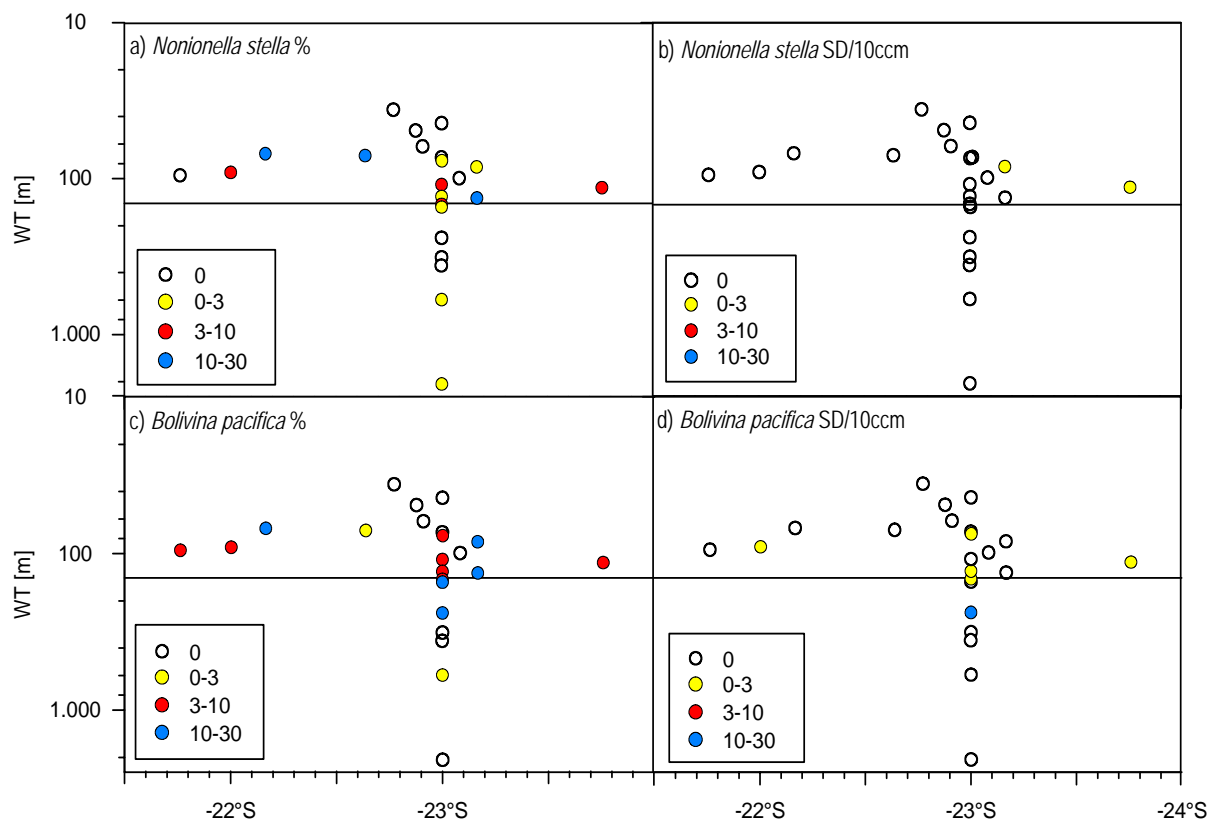 10
a) Nonionella stella %
b) Nonionella stella SD/10ccm
100
WT [m]
0
0-3
3-10
10-30
0
0-3
3-10
10-30
1.000
10
c) Bolivina pacifica %
d) Bolivina pacifica SD/10ccm
100
WT [m]
0
0-3
3-10
10-30
0
0-3
3-10
10-30
1.000
-22°S
-23°S
-22°S
-23°S
-24°S